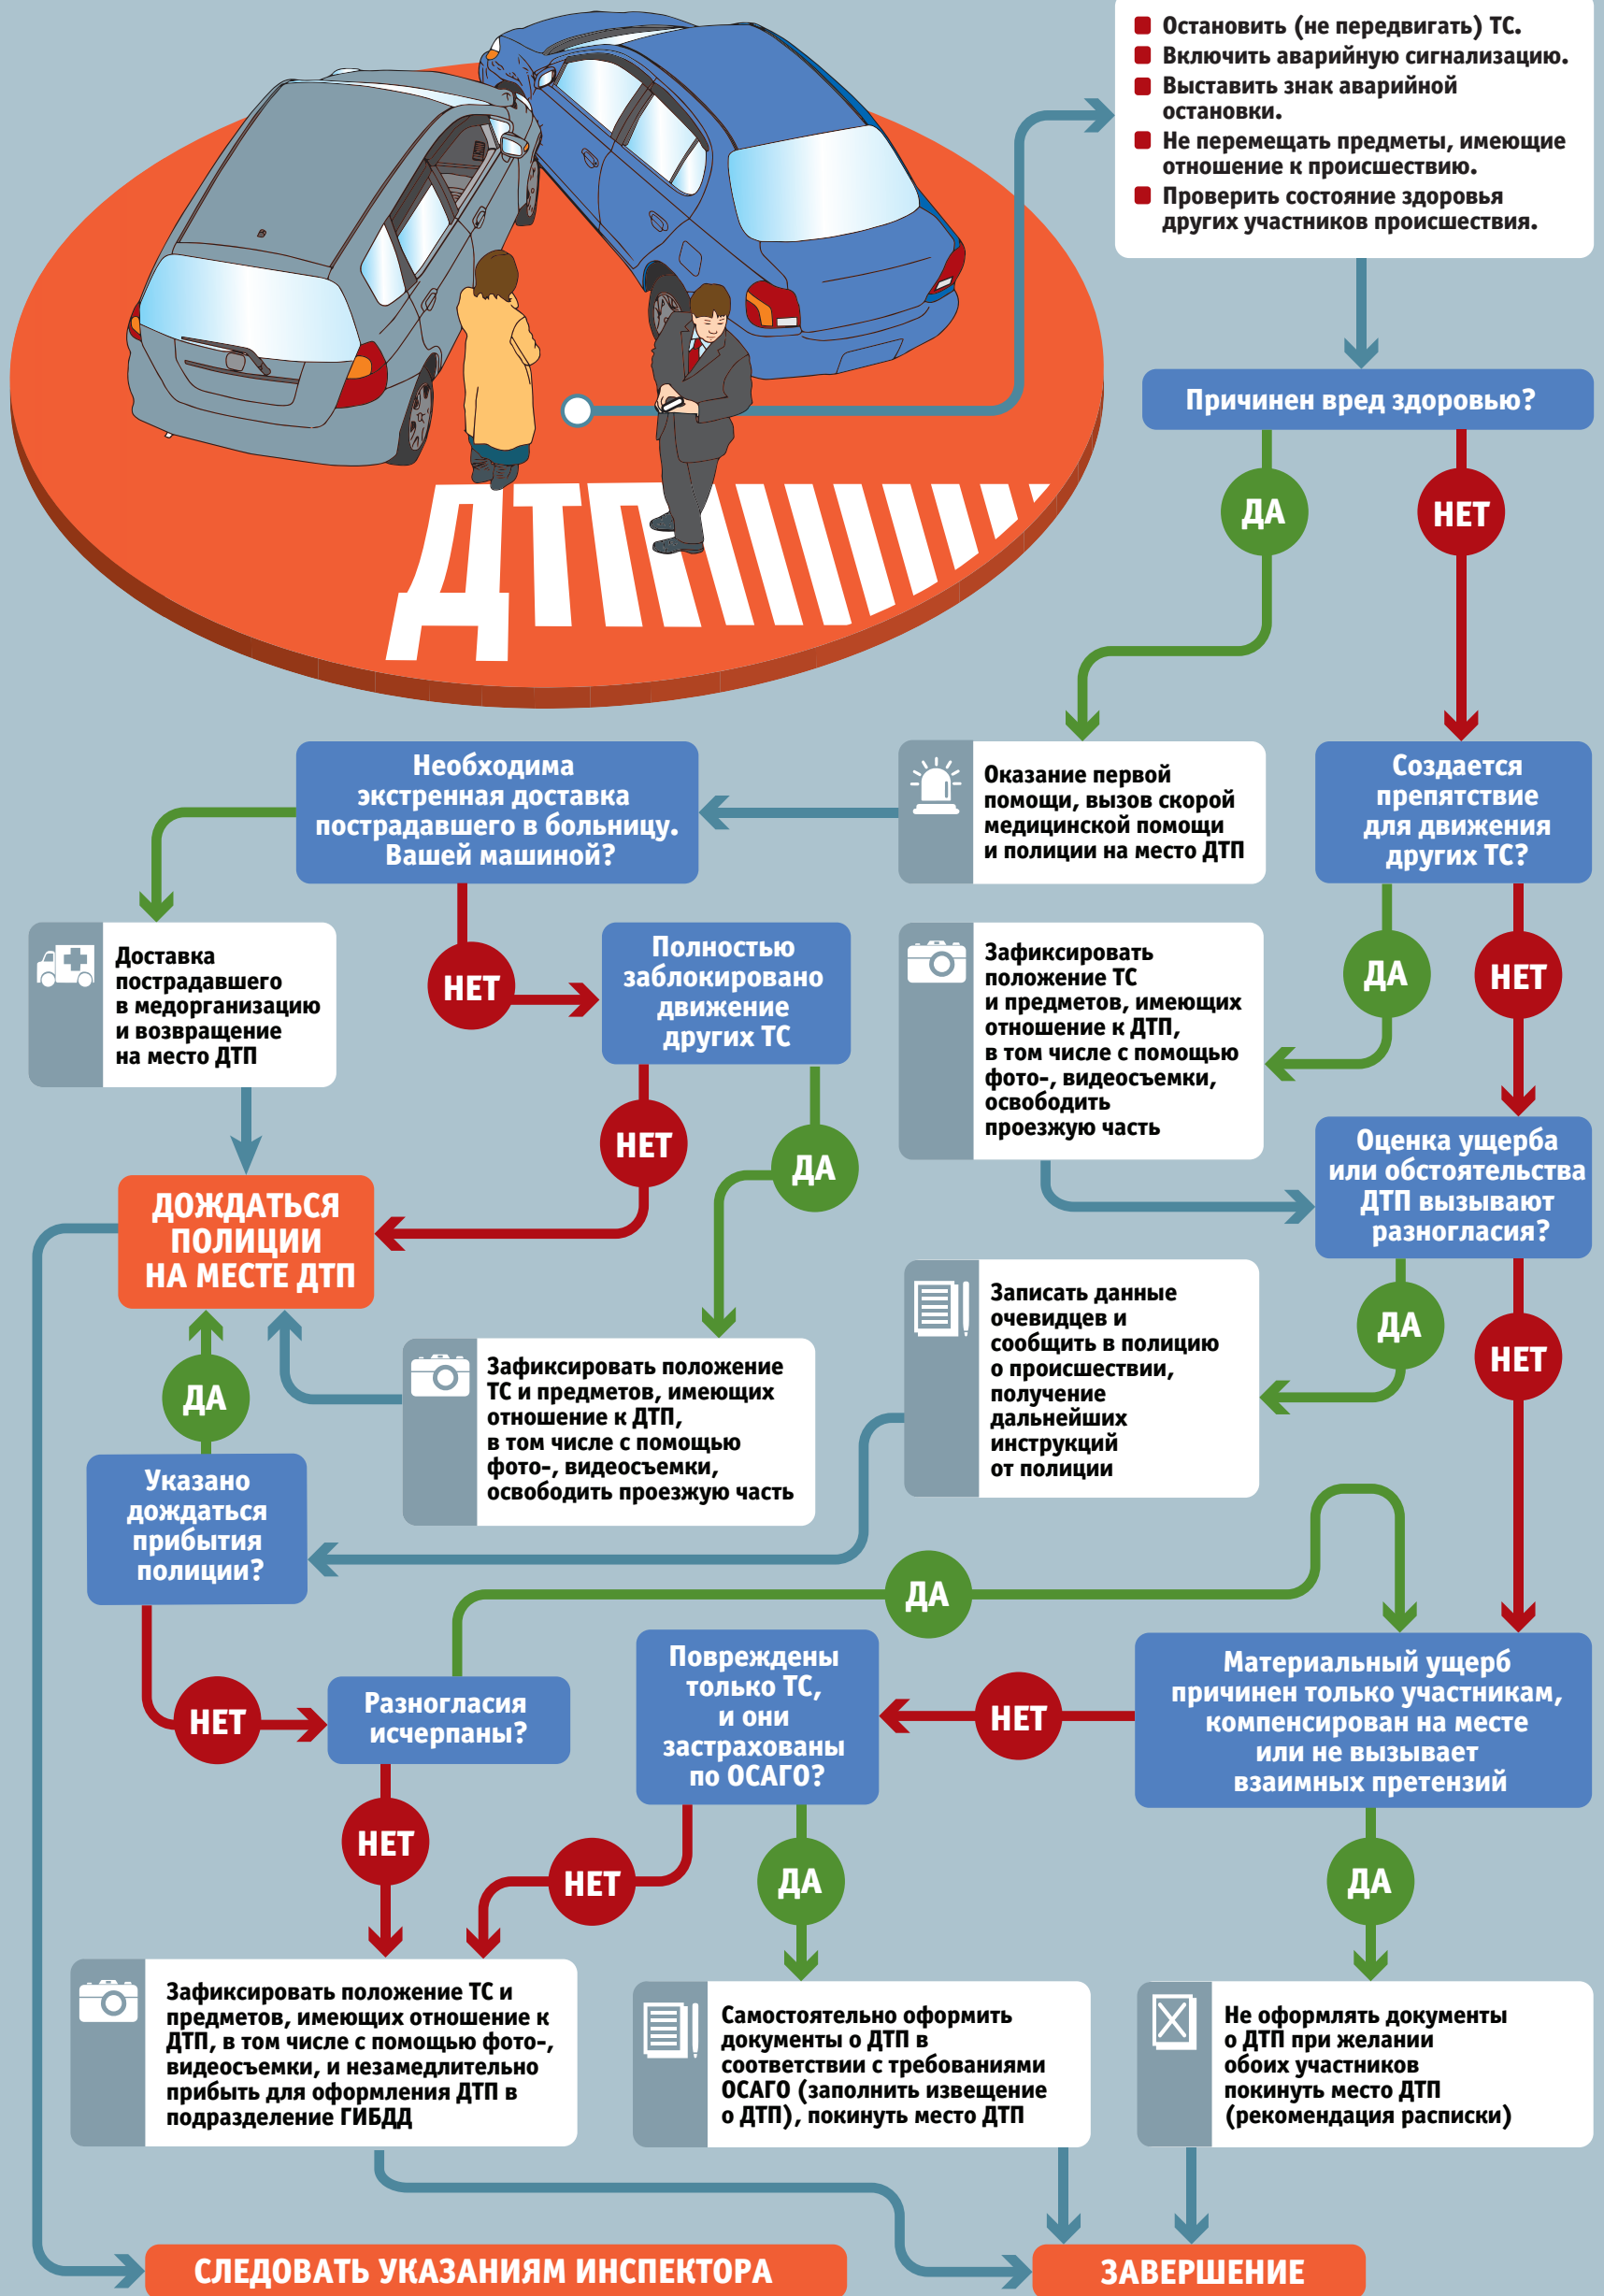 Остановить (не передвигать) ТС.
Включить аварийную сигнализацию.
Выставить знак аварийной
остановки.
Не перемещать предметы, имеющие
отношение к происшествию.
Проверить состояние здоровья
других участников происшествия.
ДТП
Причинен вред здоровью?
ДА
НЕТ
Необходима
экстренная доставка
пострадавшего в больницу.
Вашей машиной?
Оказание первой
помощи, вызов скорой
медицинской помощи
и полиции на место ДТП
Создается
препятствие
для движения
других ТС?
Доставка
пострадавшего
в медорганизацию
и возвращение
на место ДТП
НЕТ
Полностью
заблокировано
движение
других ТС
Зафиксировать
положение ТС
и предметов, имеющих
отношение к ДТП,
в том числе с помощью
фото-, видеосъемки,
освободить
проезжую часть
ДА
НЕТ
НЕТ
ДА
Оценка ущерба
или обстоятельства
ДТП вызывают
разногласия?
ДОЖДАТЬСЯ
ПОЛИЦИИ
НА МЕСТЕ ДТП
Записать данные
очевидцев и
сообщить в полицию
о происшествии,
получение
дальнейших
инструкций
от полиции
ДА
НЕТ
ДА
Зафиксировать положение
ТС и предметов, имеющих
отношение к ДТП,
в том числе с помощью
фото-, видеосъемки,
освободить проезжую часть
Указано
дождаться
прибытия
полиции?
ДА
НЕТ
Разногласия
исчерпаны?
Повреждены
только ТС,
и они
застрахованы
по ОСАГО?
НЕТ
Материальный ущерб
причинен только участникам,
компенсирован на месте
или не вызывает
взаимных претензий
НЕТ
НЕТ
ДА
ДА
Зафиксировать положение ТС и
предметов, имеющих отношение к
ДТП, в том числе с помощью фото-,
видеосъемки, и незамедлительно
прибыть для оформления ДТП в
подразделение ГИБДД
Самостоятельно оформить
документы о ДТП в
соответствии с требованиями
ОСАГО (заполнить извещение
о ДТП), покинуть место ДТП
Не оформлять документы
о ДТП при желании
обоих участников
покинуть место ДТП
(рекомендация расписки)
СЛЕДОВАТЬ УКАЗАНИЯМ ИНСПЕКТОРА
ЗАВЕРШЕНИЕ